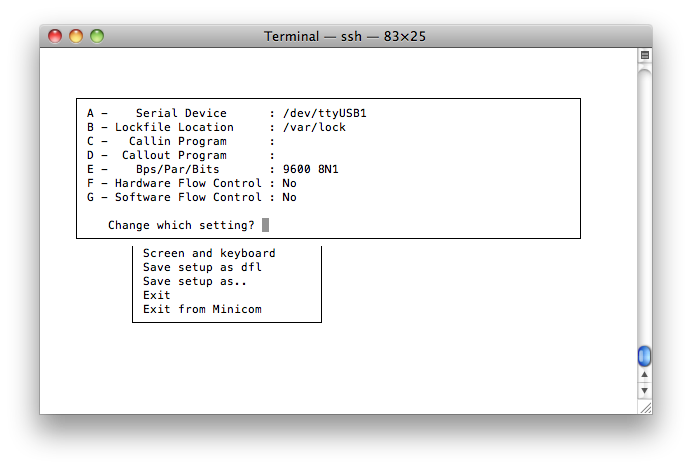 Terminal — ssh — 83×25
A –    Serial Device      : /dev/ttyUSB1
B – Lockfile Location     : /var/lock
C –   Callin Program      :
D –  Callout Program      :
E –    Bps/Par/Bits       : 9600 8N1
F – Hardware Flow Control : No
G – Software Flow Control : No
Change which setting?
Screen and keyboard
Save setup as dfl
Save setup as..
Exit
Exit from Minicom